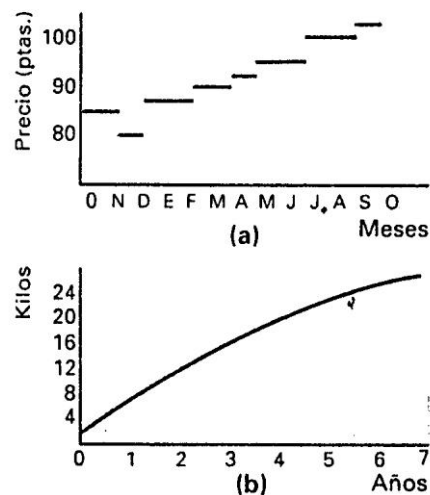 Precio (ptas.)
100
90
80
O N D E F M A M J J A S O
Meses
(a)
Kilos
24
20
16
12
8
4
0 1 2 3 4 5 6 7
Años
(b)